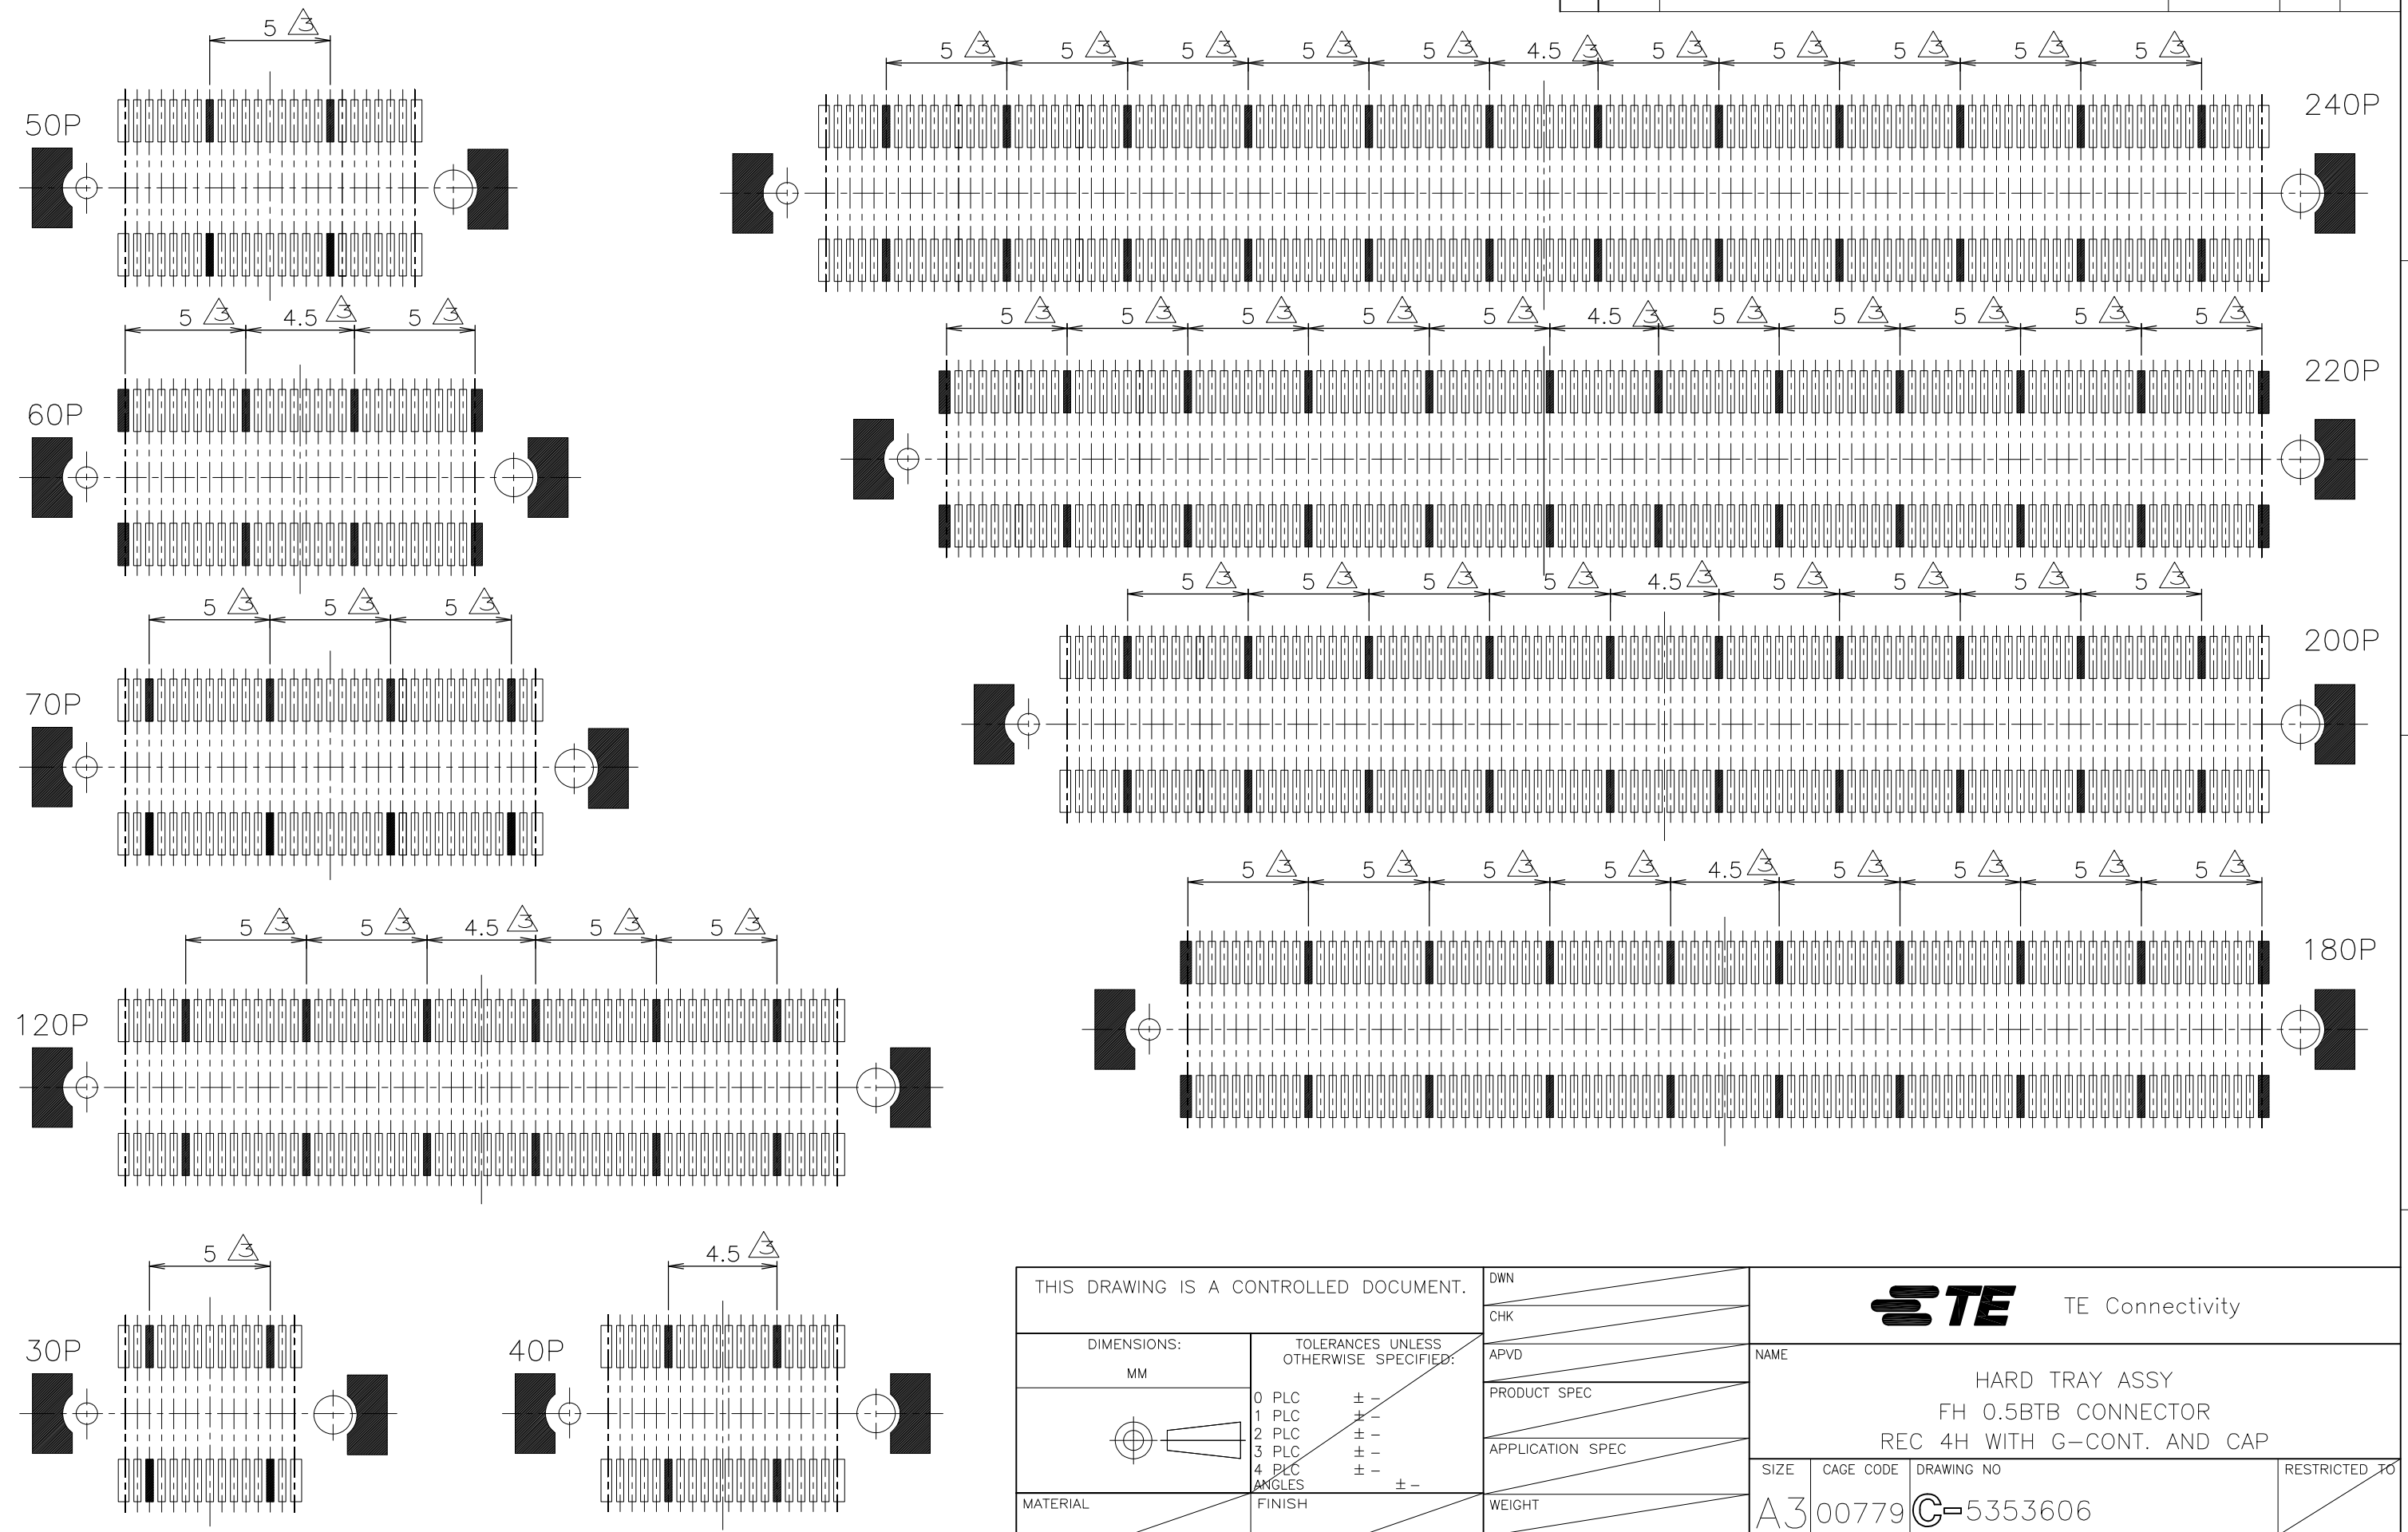 5 3
50P
5 3 4.5 3 5 3
60P
5 3 5 3 5 3
70P
5 3 5 3 4.5 3 5 3 5 3
120P
5 3
30P
4.5 3
40P
5 3 5 3 5 3 5 3 5 3 4.5 3 5 3 5 3 5 3 5 3 5 3
240P
5 3 5 3 5 3 5 3 5 3 4.5 3 5 3 5 3 5 3 5 3 5 3
220P
5 3 5 3 5 3 5 3 4.5 3 5 3 5 3 5 3 5 3
200P
5 3 5 3 5 3 5 3 4.5 3 5 3 5 3 5 3 5 3
180P
THIS DRAWING IS A CONTROLLED DOCUMENT.
DIMENSIONS:
MM
TOLERANCES UNLESS
OTHERWISE SPECIFIED:
0 PLC ± -
1 PLC ± -
2 PLC ± -
3 PLC ± -
4 PLC ± -
ANGLES ± -
MATERIAL
FINISH
DWN
CHK
APVD
PRODUCT SPEC
APPLICATION SPEC
WEIGHT
TE
TE Connectivity
NAME
HARD TRAY ASSY
FH 0.5BTB CONNECTOR
REC 4H WITH G-CONT. AND CAP
SIZE
A3
CAGE CODE
00779
DRAWING NO
C-5353606
RESTRICTED TO